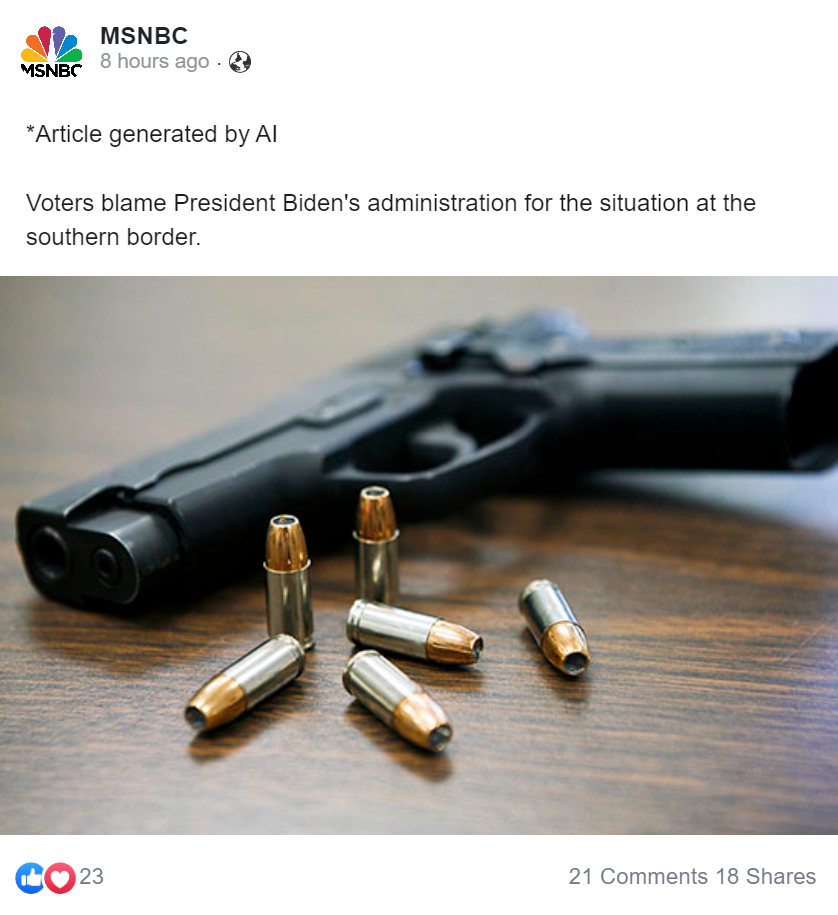 MSNBC
8 hours ago ·
MSNBC
*Article generated by AI
Voters blame President Biden's administration for the situation at the
southern border.
23
21 Comments 18 Shares